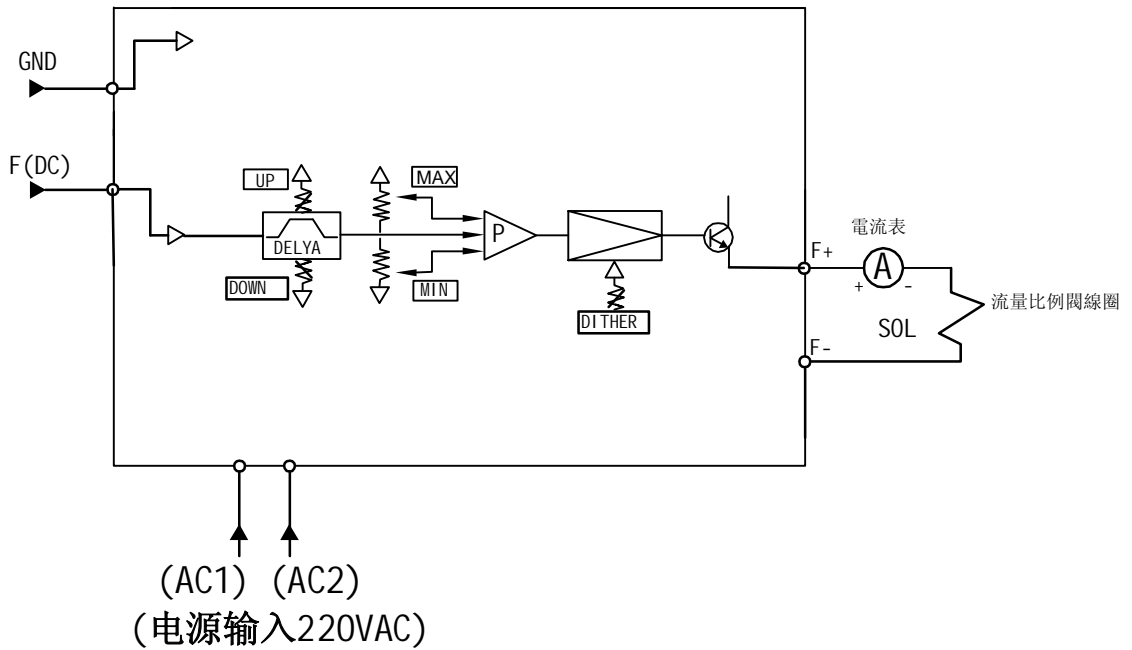 GND
F(DC)
UP
MAX
DELYA
P
DOWN
MIN
DITHER
電流表
F+
A
+ -
流量比例閥線圈
SOL
F-
(AC1) (AC2)
(电源输入220VAC)